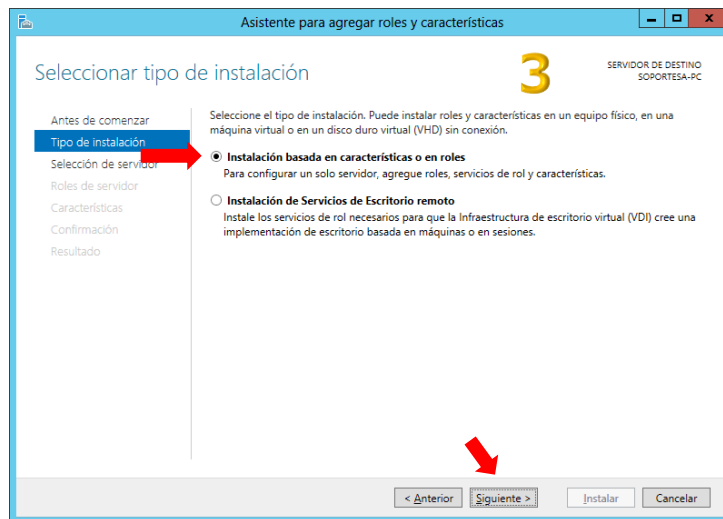 Asistente para agregar roles y características
Seleccionar tipo de instalación
3
SERVIDOR DE DESTINO
SOPORTESA-PC
Antes de comenzar
Tipo de instalación
Selección de servidor
Roles de servidor
Características
Confirmación
Resultado
Seleccione el tipo de instalación. Puede instalar roles y características en un equipo físico, en una
máquina virtual o en un disco duro virtual (VHD) sin conexión.
Instalación basada en características o en roles
Para configurar un solo servidor, agregue roles, servicios de rol y características.
Instalación de Servicios de Escritorio remoto
Instale los servicios de rol necesarios para que la Infraestructura de escritorio virtual (VDI) cree una
implementación de escritorio basada en máquinas o en sesiones.
< Anterior
Siguiente >
Instalar
Cancelar